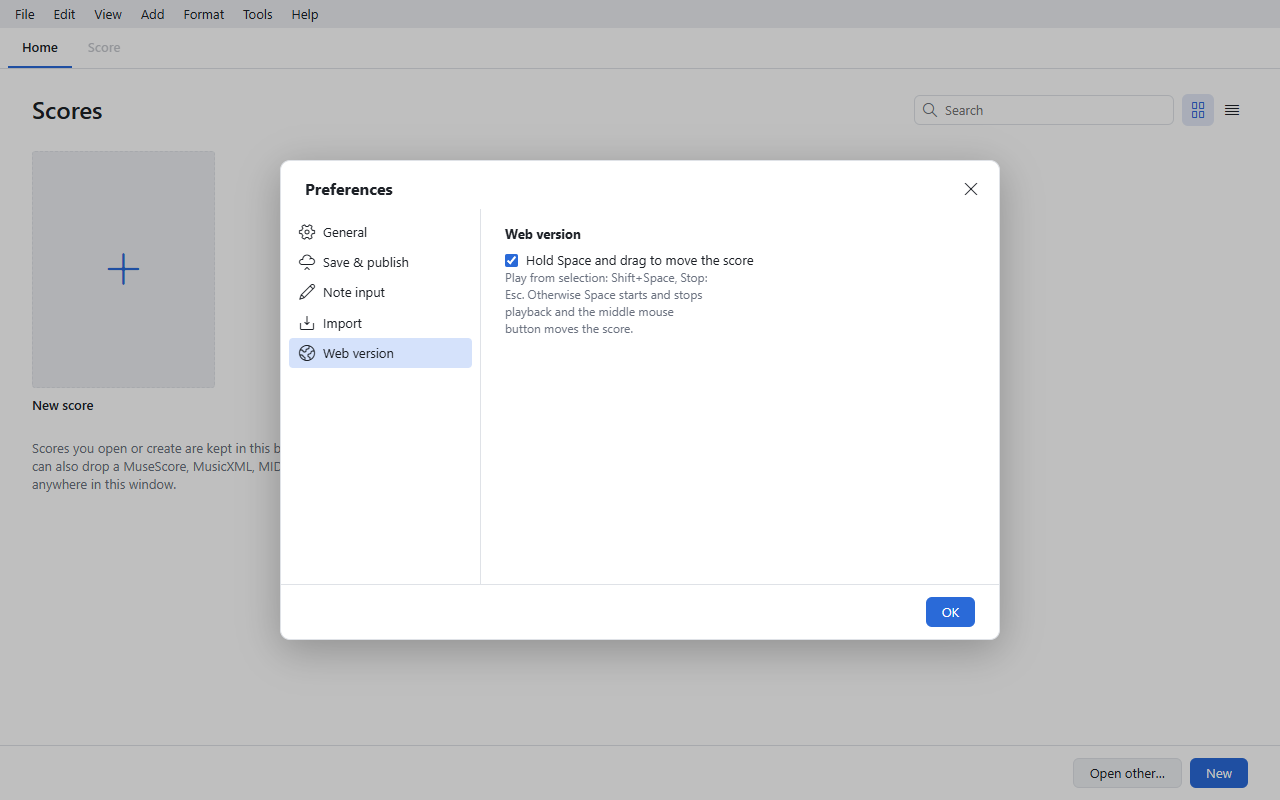 File Edit View Add Format Tools Help
Home Score
Scores
Search
Preferences
General
Save & publish
Note input
Import
Web version
Web version
Hold Space and drag to move the score
Play from selection: Shift+Space, Stop:
Esc. Otherwise Space starts and stops
playback and the middle mouse
button moves the score.
New score
Scores you open or create are kept in this
can also drop a MuseScore, MusicXML,
anywhere in this window.
OK
Open other...
New